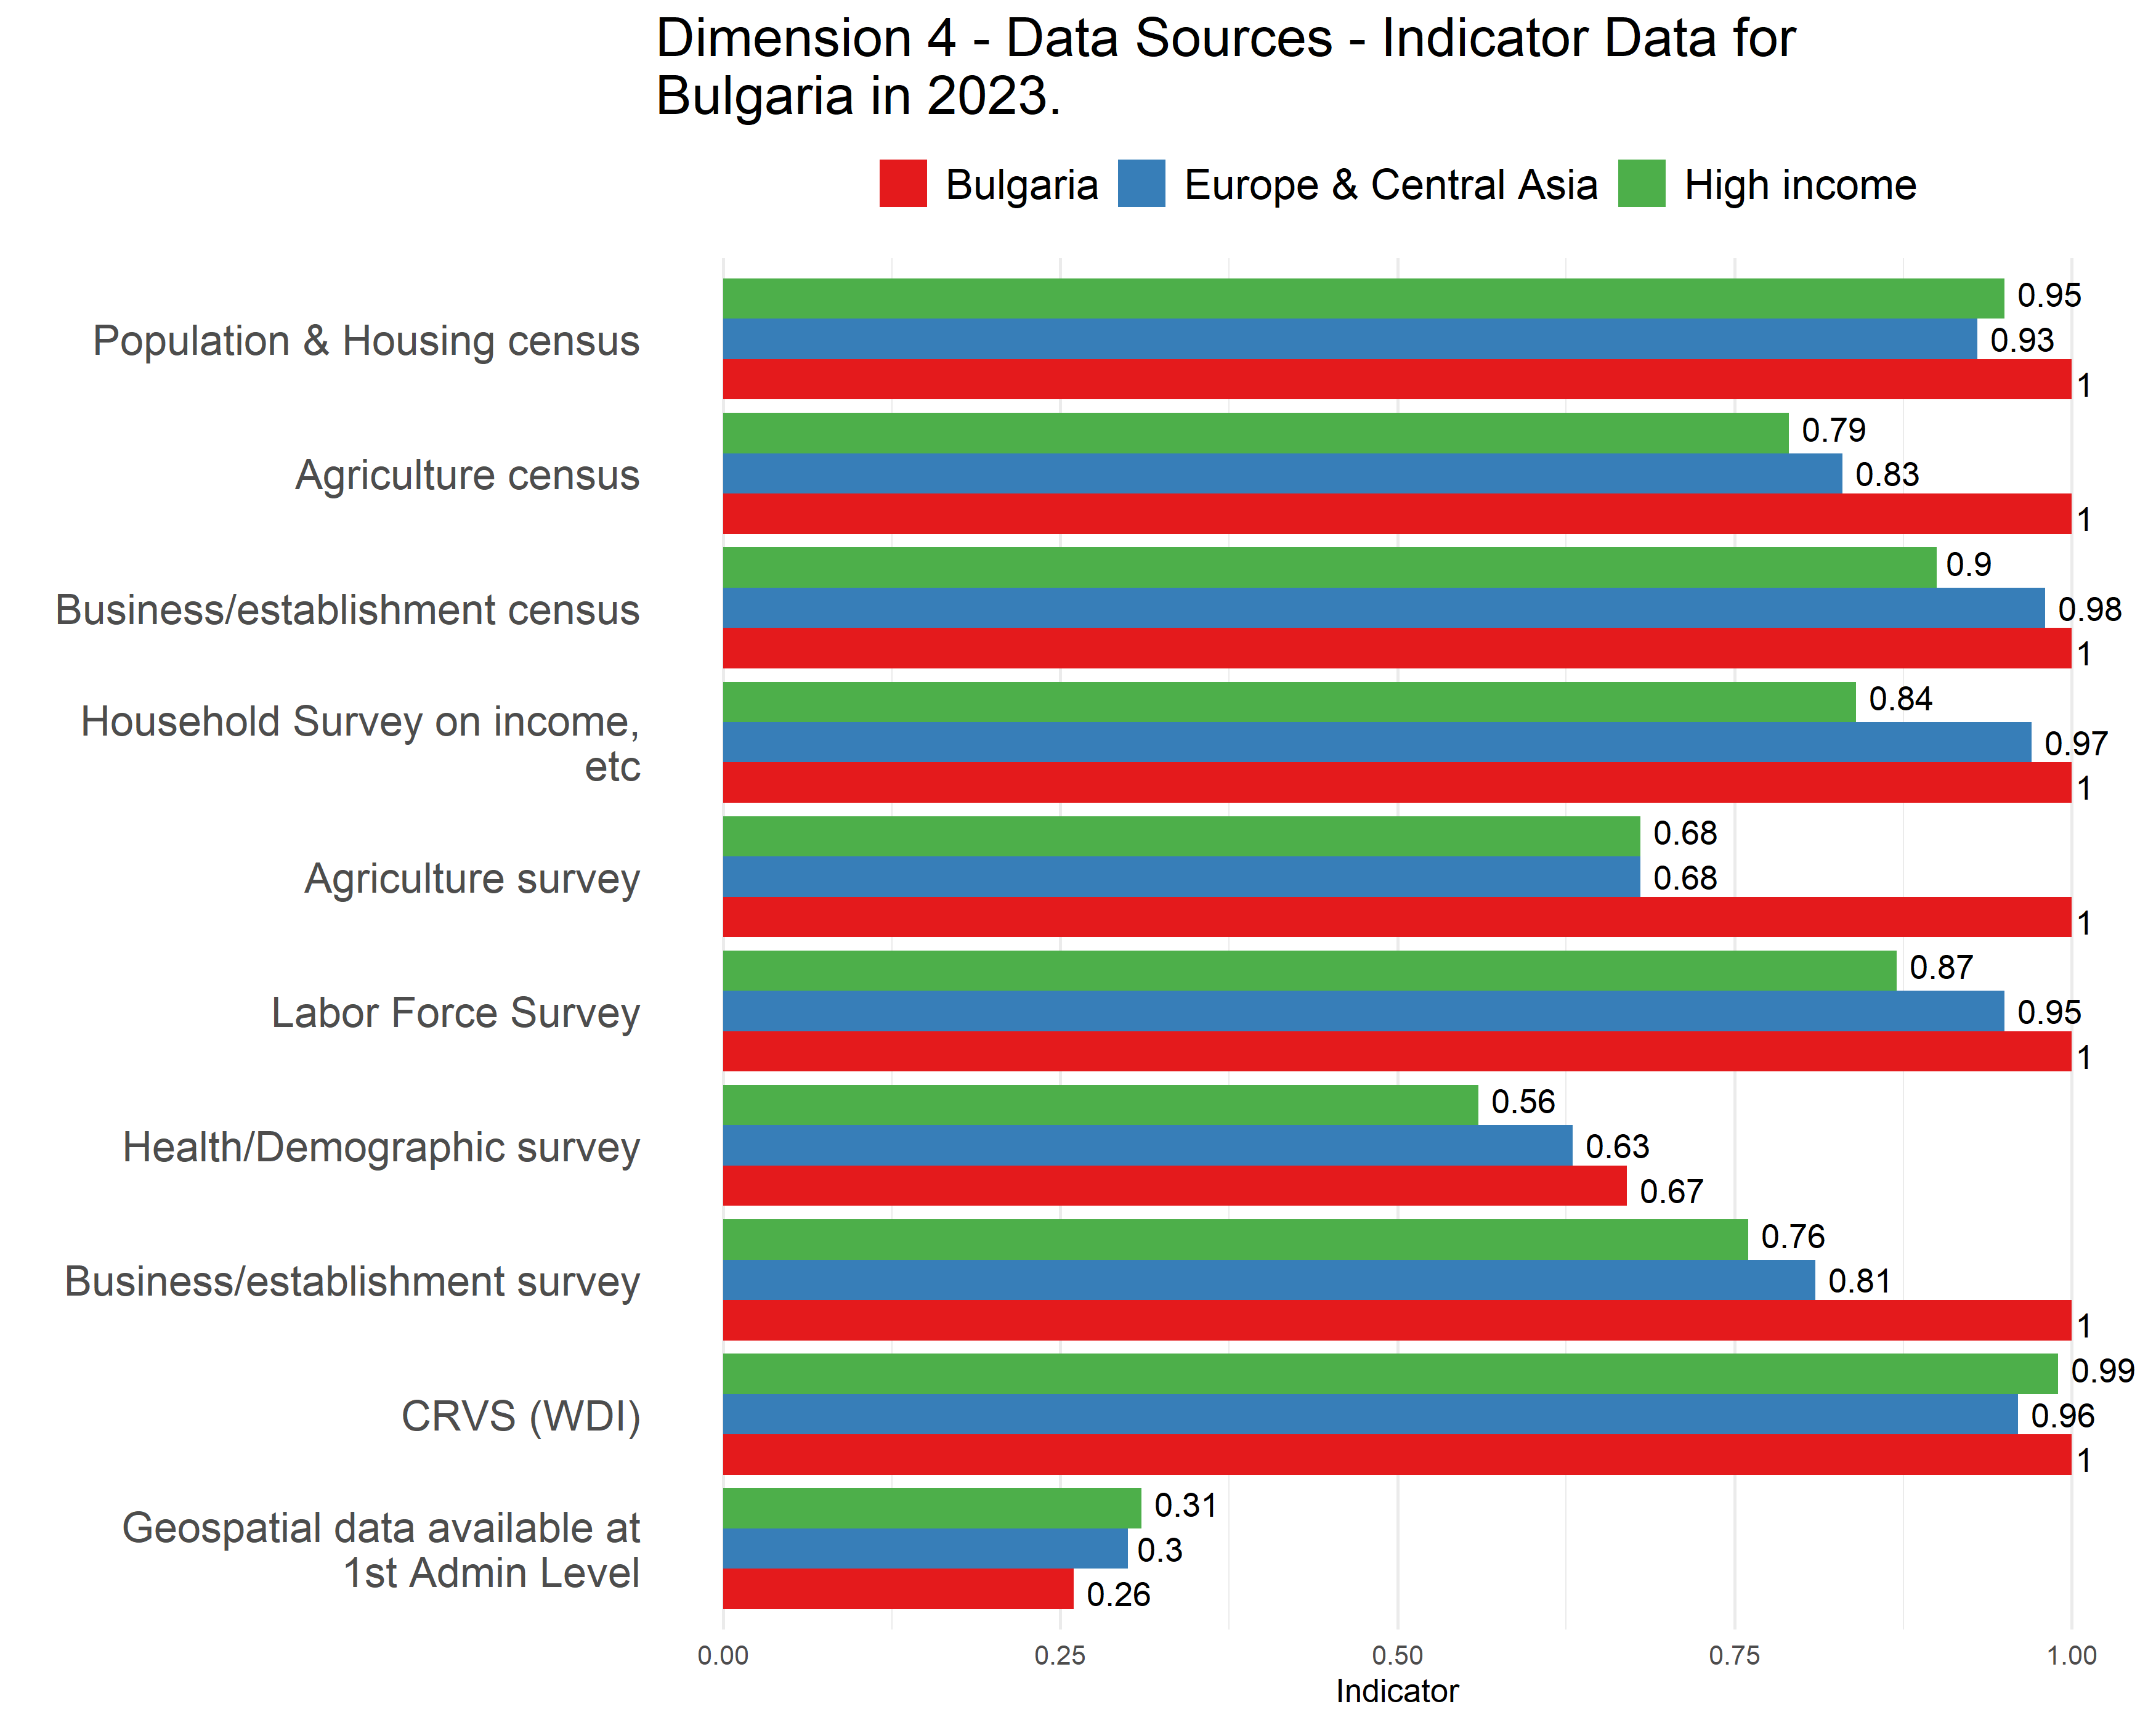 Dimension 4 - Data Sources - Indicator Data for
Bulgaria in 2023.
Bulgaria
Europe & Central Asia
High income
Population & Housing census
0.95
0.93
1
Agriculture census
0.79
0.83
1
Business/establishment census
0.9
0.98
1
Household Survey on income,
etc
0.84
0.97
1
Agriculture survey
0.68
0.68
1
Labor Force Survey
0.87
0.95
1
Health/Demographic survey
0.56
0.63
0.67
Business/establishment survey
0.76
0.81
1
CRVS (WDI)
0.99
0.96
1
Geospatial data available at
1st Admin Level
0.31
0.3
0.26
0.00
0.25
0.50
0.75
1.00
Indicator